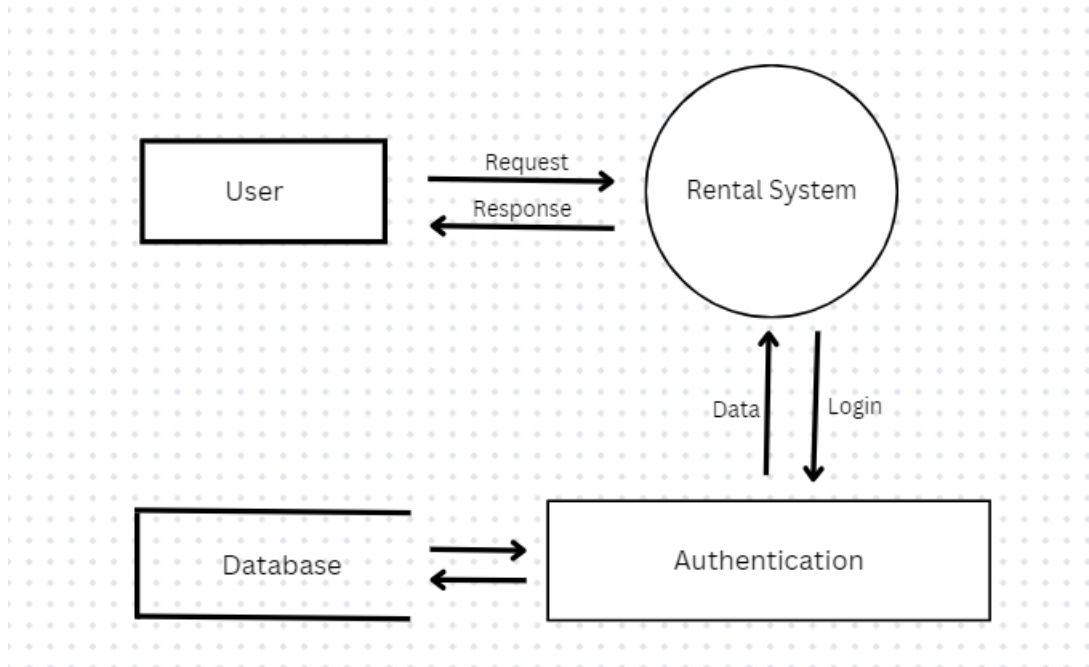 User
Request
Response
Rental System
Data
Login
Database
Authentication